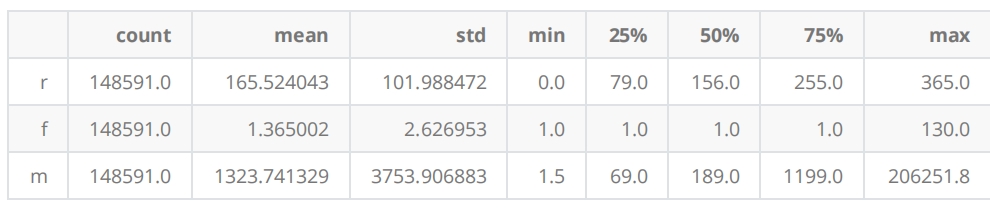 count mean std min 25% 50% 75% max
r 148591.0 165.524043 101.988472 0.0 79.0 156.0 255.0 365.0
f 148591.0 1.365002 2.626953 1.0 1.0 1.0 1.0 130.0
m 148591.0 1323.741329 3753.906883 1.5 69.0 189.0 1199.0 206251.8